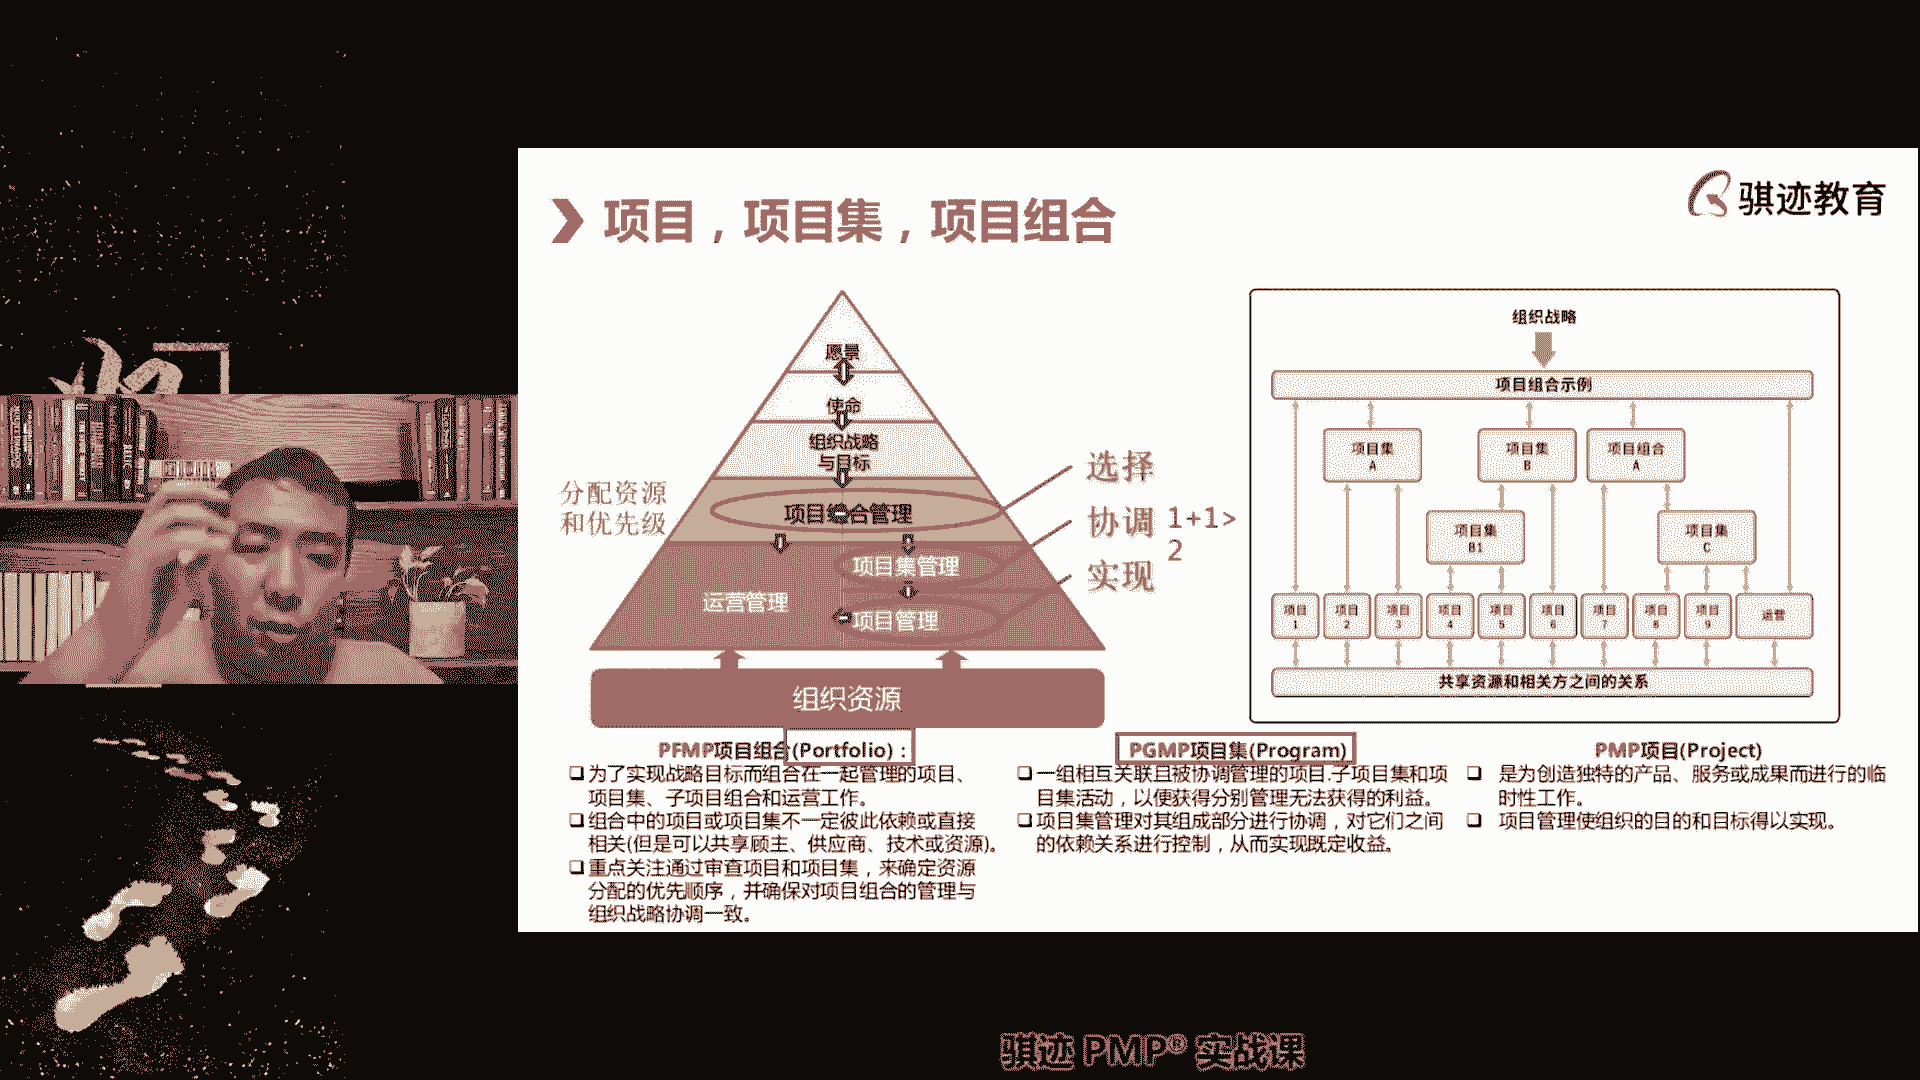 骐迹教育
项目，项目集，项目组合
愿景
使命
组织战略
与目标
分配资源
和优先级
项目组合管理
项目集管理
运营管理
项目管理
组织资源
选择
协调
1+1>
2
实现
组织战略
项目组合示例
项目集
A
项目集
B
项目组合
A
项目集
B1
项目集
C
项目
1
项目
2
项目
3
项目
4
项目
5
项目
6
项目
7
项目
8
项目
9
运营
共享资源和相关方之间的关系
PFMP项目组合(Portfolio)：
为了实现战略目标而组合在一起管理的项目、
项目集、子项目组合和运营工作。
组合中的项目或项目集不一定彼此依赖或直接
相关(但是可以共享顾主、供应商、技术或资源)。
重点关注通过审查项目和项目集，来确定资源
分配的优先顺序，并确保对项目组合的管理与
组织战略协调一致。
PGMP项目集(Program)
一组相互关联且被协调管理的项目.子项目集和项
目集活动，以便获得分别管理无法获得的利益。
项目集管理对其组成部分进行协调，对它们之间
的依赖关系进行控制，从而实现既定收益。
PMP项目(Project)
是为创造独特的产品、服务或成果而进行的临
时性工作。
项目管理使组织的目的和目标得以实现。
骐迹 PMP® 实战课